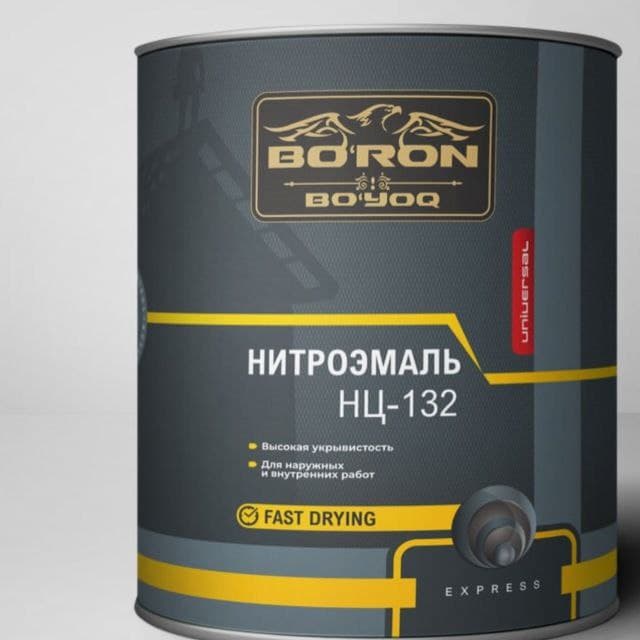 BO'RON
BO'YOQ
universal
НИТРОЭМАЛЬ
НЦ-132
Высокая укрывистость
Для наружных
и внутренних работ
FAST DRYING
EXPRESS